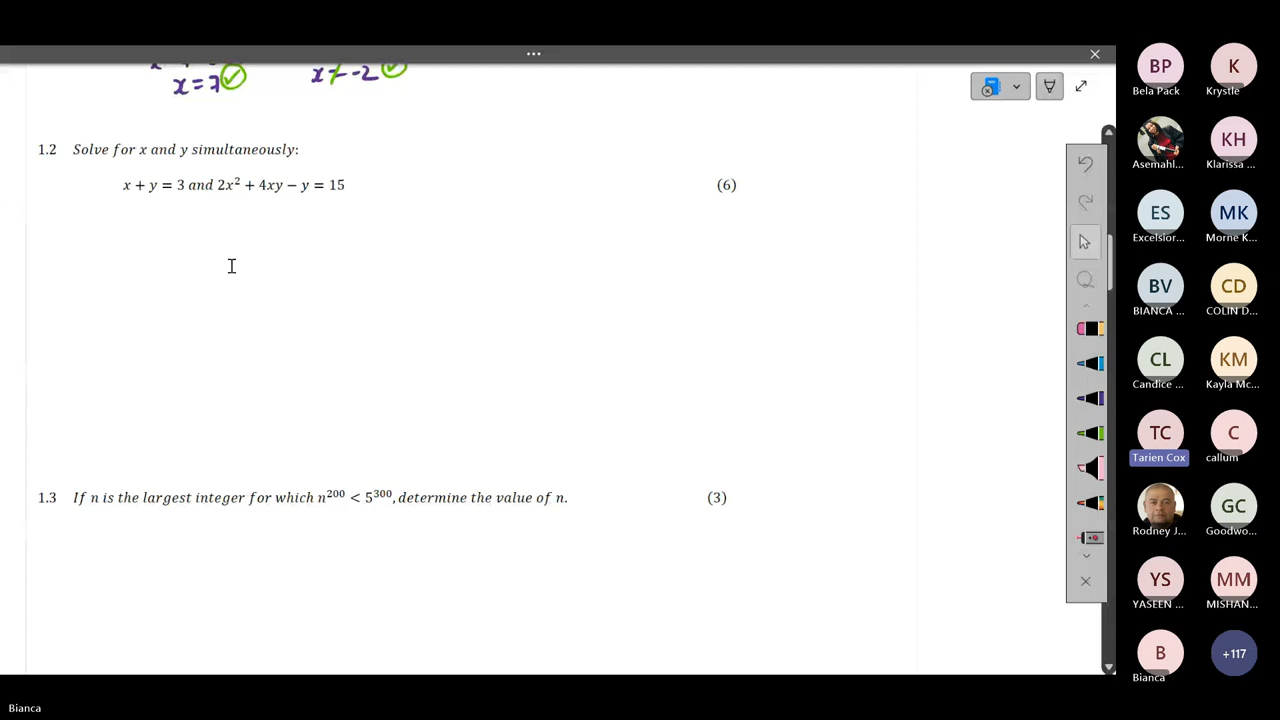 x = 7
x ≠ -2
1.2 Solve for x and y simultaneously:
x + y = 3 and 2x² + 4xy − y = 15 (6)
1.3 If n is the largest integer for which n²⁰⁰ < 5³⁰⁰, determine the value of n. (3)
BP
Bela Pack
K
Krystle
Asemahl...
KH
Klarissa ...
ES
Excelsior...
MK
Morne K...
BV
BIANCA ...
CD
COLIN D...
CL
Candice ...
KM
Kayla Mc...
TC
Tarien Cox
C
callum
Rodney J...
GC
Goodwo...
YS
YASEEN ...
MM
MISHAN...
B
Bianca
+117
Bianca